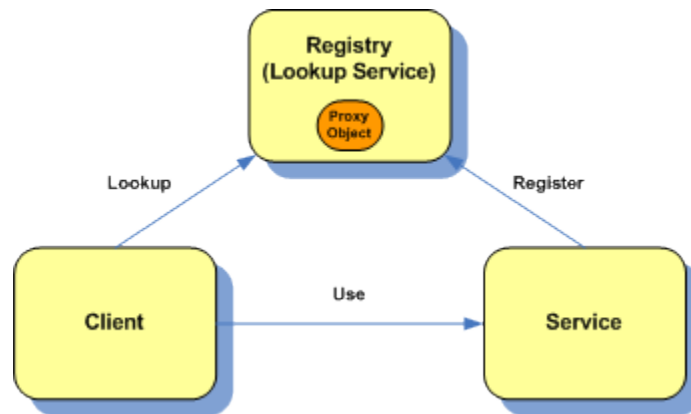 Registry
(Lookup Service)
Proxy
Object
Lookup
Register
Client
Use
Service